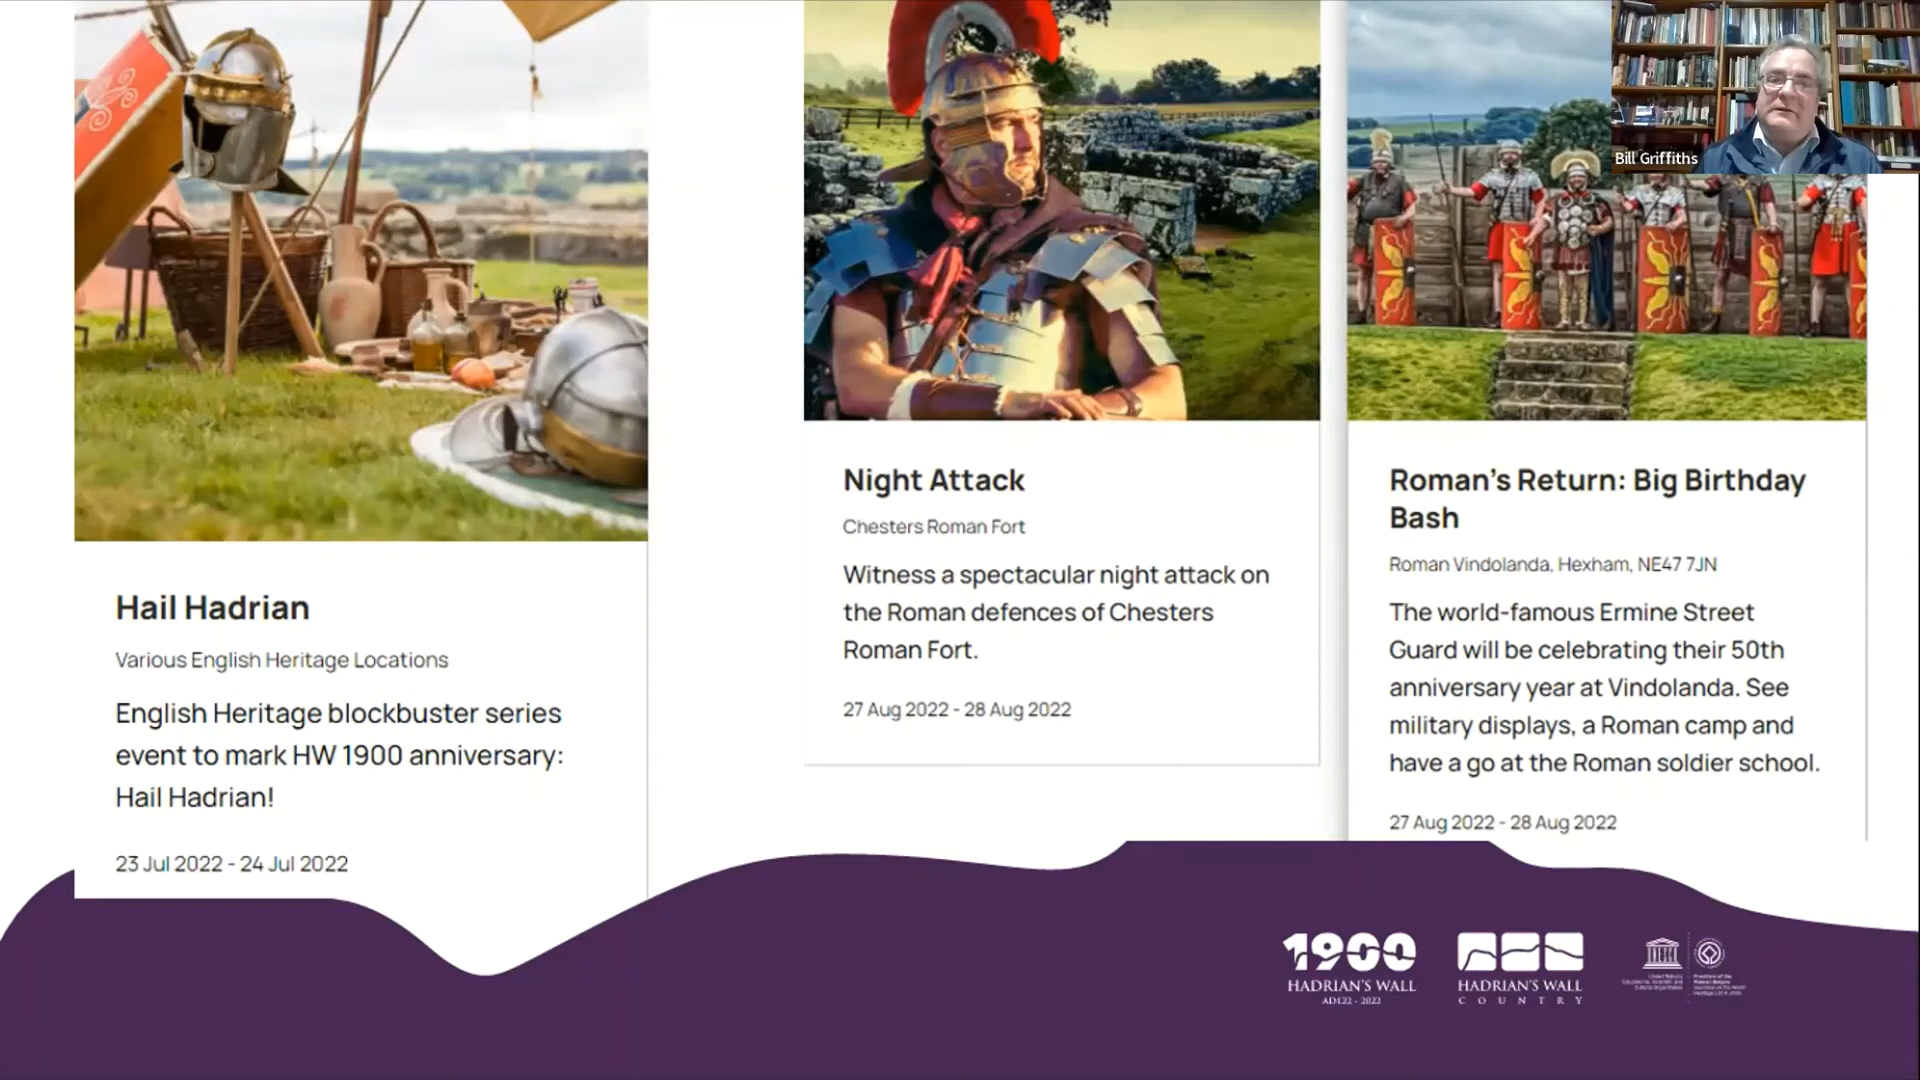 Bill Griffiths
Hail Hadrian
Various English Heritage Locations
English Heritage blockbuster series
event to mark HW 1900 anniversary:
Hail Hadrian!
23 Jul 2022 - 24 Jul 2022
Night Attack
Chesters Roman Fort
Witness a spectacular night attack on
the Roman defences of Chesters
Roman Fort.
27 Aug 2022 - 28 Aug 2022
Roman's Return: Big Birthday
Bash
Roman Vindolanda, Hexham, NE47 7JN
The world-famous Ermine Street
Guard will be celebrating their 50th
anniversary year at Vindolanda. See
military displays, a Roman camp and
have a go at the Roman soldier school.
27 Aug 2022 - 28 Aug 2022
1900
HADRIAN'S WALL
AD122 - 2022
HADRIAN'S WALL
COUNTRY
UNESCO